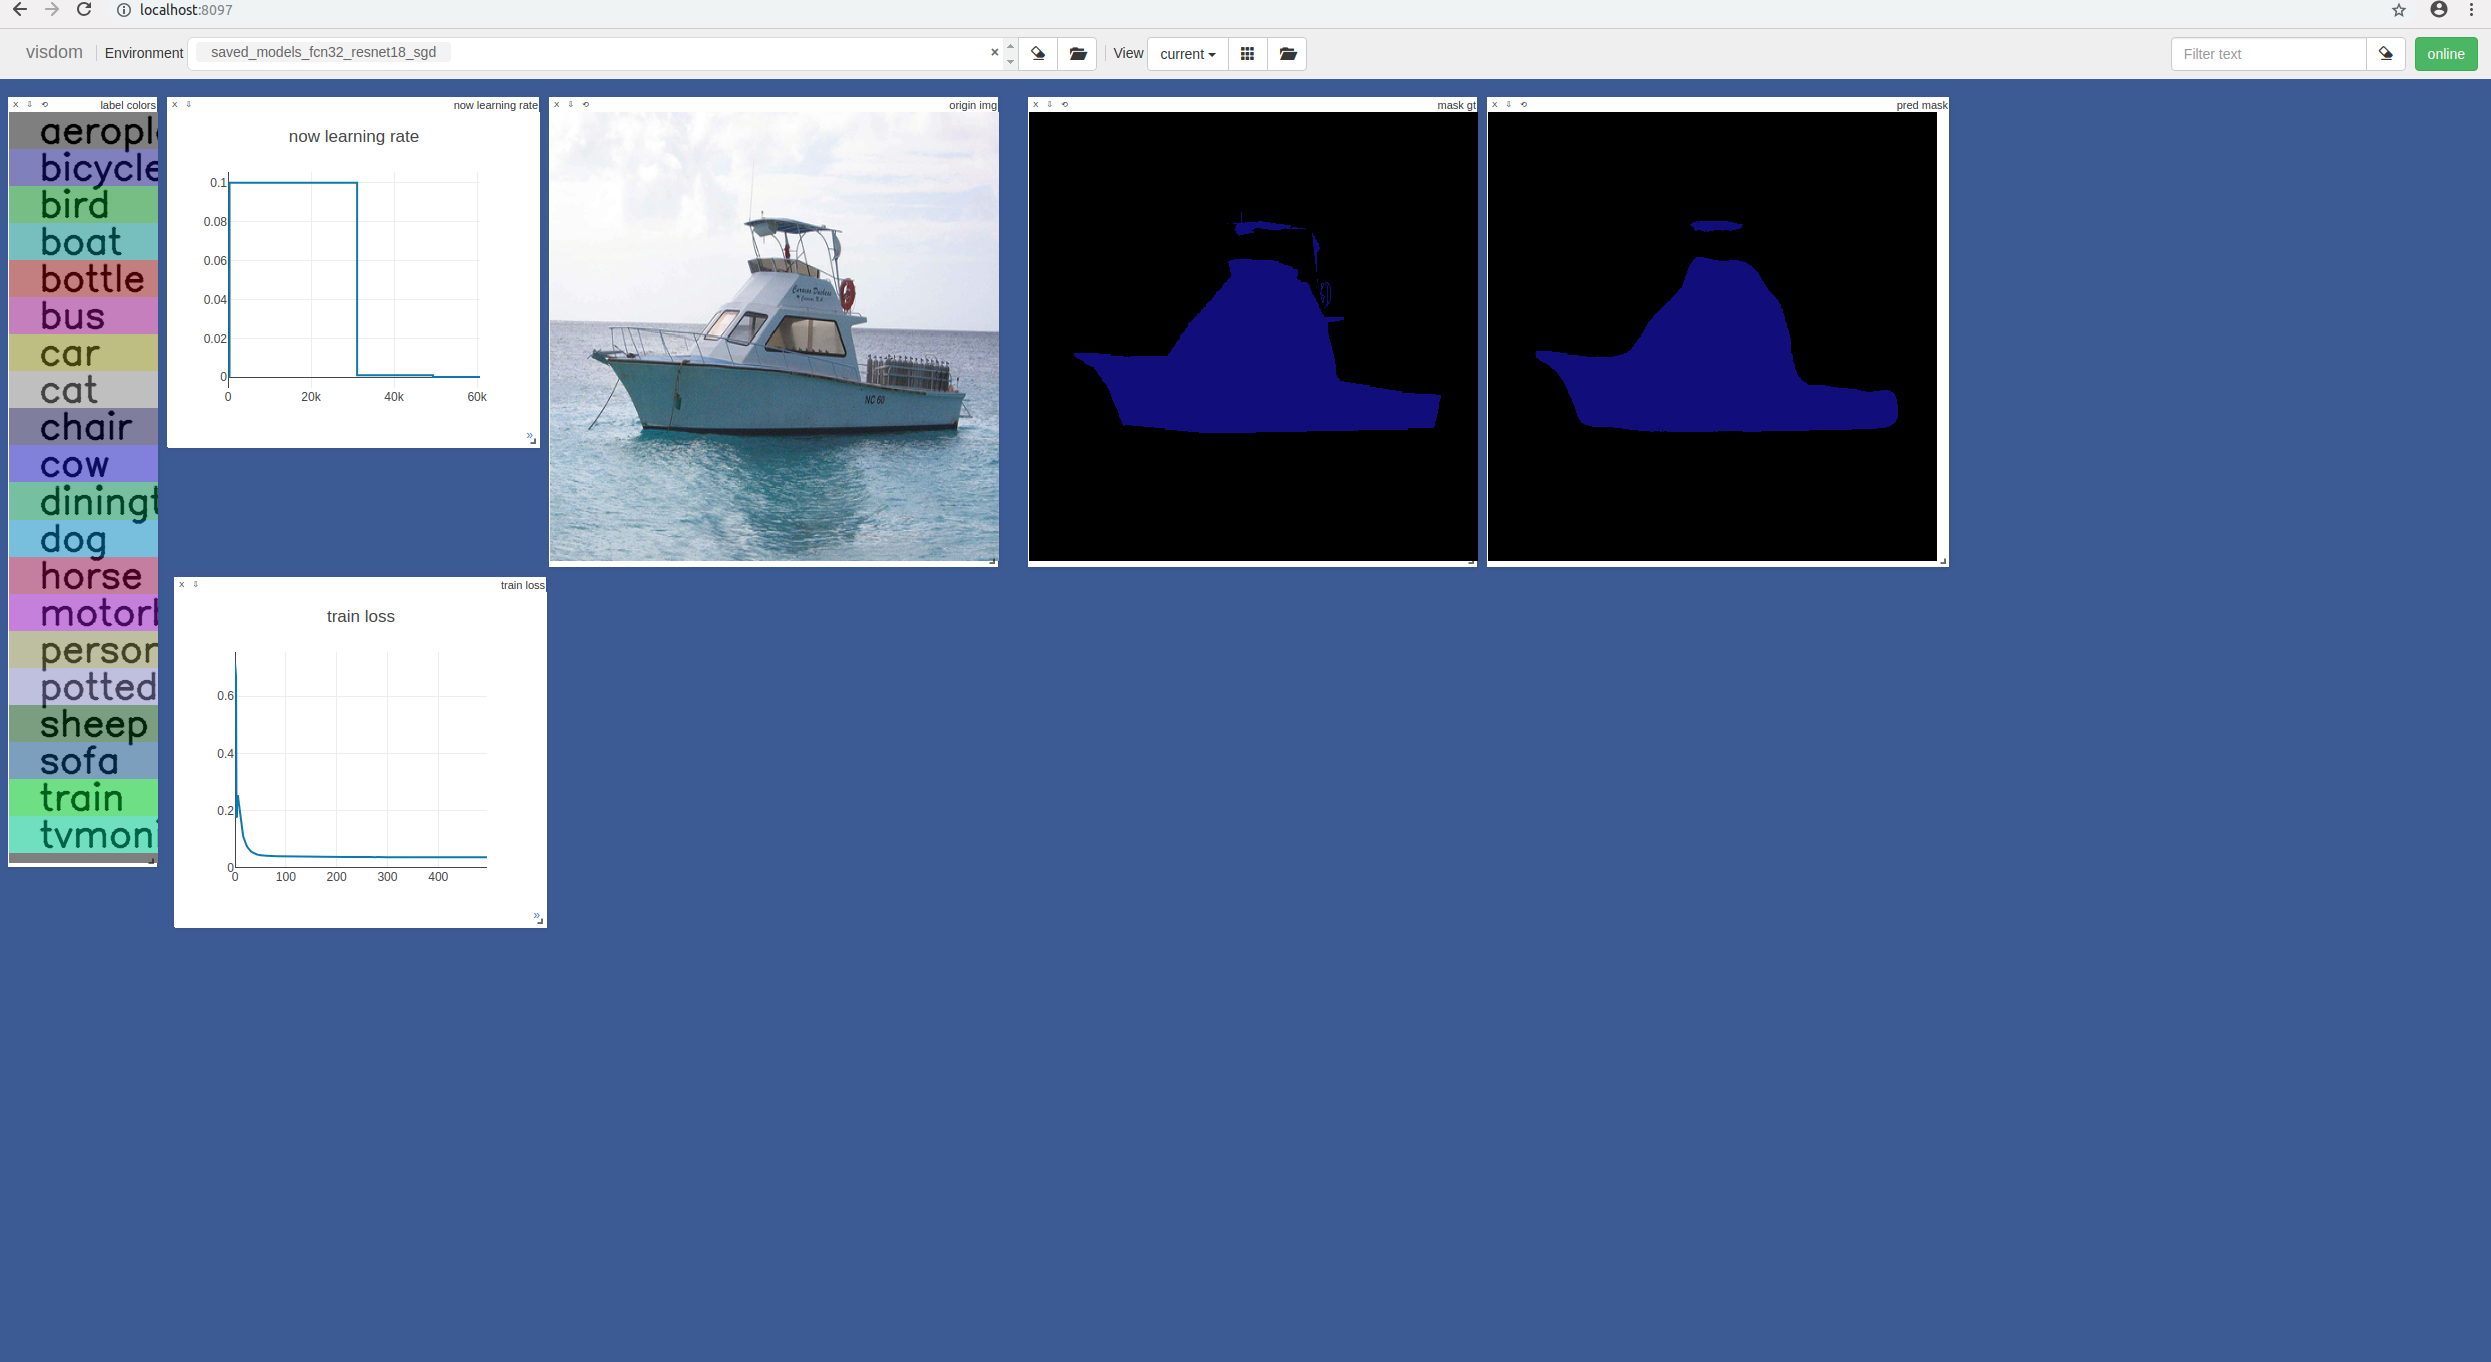 localhost:8097
visdom Environment saved_models_fcn32_resnet18_sgd × View current Filter text online
X label colors
aeropl
bicycle
bird
boat
bottle
bus
car
cat
chair
cow
diningt
dog
horse
motorb
person
potted
sheep
sofa
train
tvmoni
X now learning rate
now learning rate
0.1
0.08
0.06
0.04
0.02
0
0 20k 40k 60k
»
X origin img
NC 60
X mask gt
X pred mask
X train loss
train loss
0.6
0.4
0.2
0
0 100 200 300 400
»